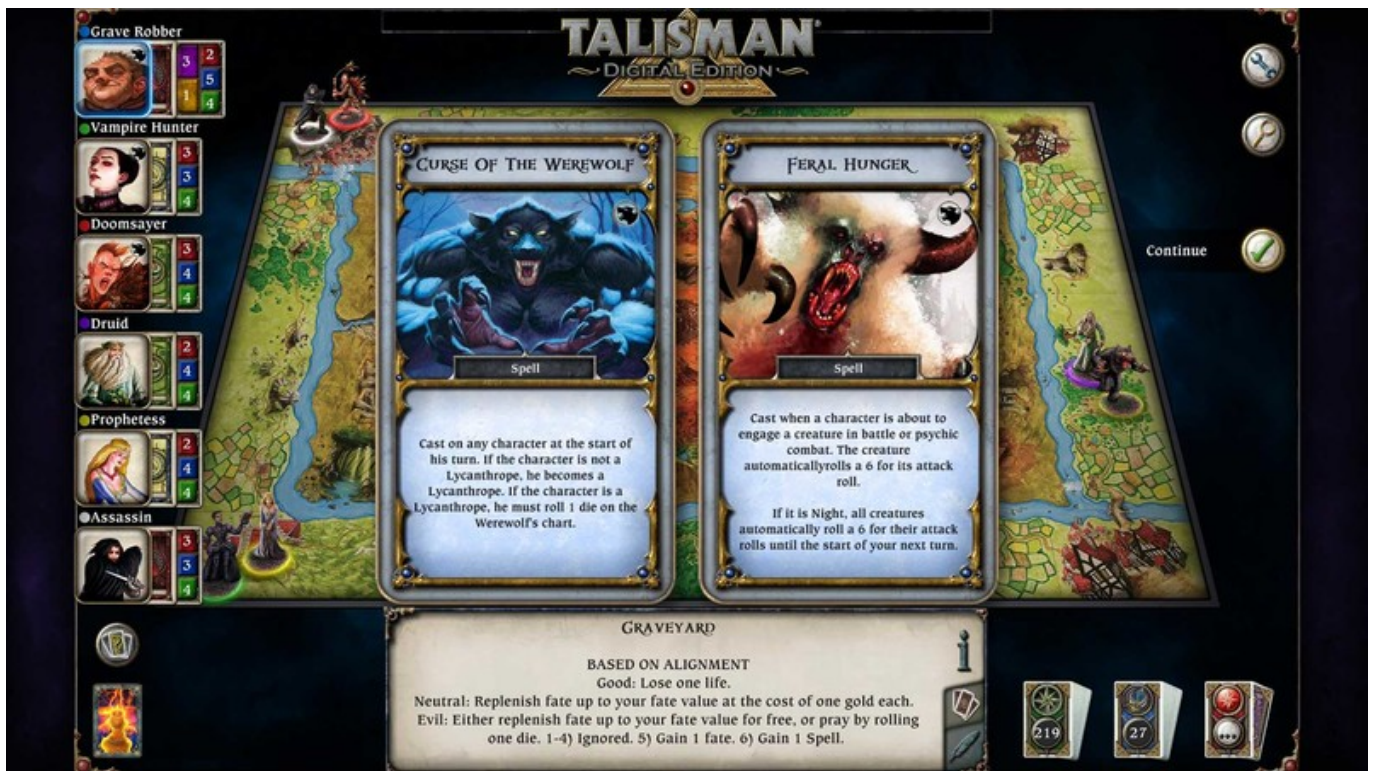 TALISMAN
DIGITAL EDITION
Grave Robber
3 2
5
1 4
Vampire Hunter
3
3
4
Doomsayer
3
4
4
Druid
2
4
4
Prophetess
2
4
4
Assassin
3
3
4
CURSE OF THE WEREWOLF
Spell
Cast on any character at the start of
his turn. If the character is not a
Lycanthrope, he becomes a
Lycanthrope. If the character is a
Lycanthrope, he must roll 1 die on the
Werewolf's chart.
FERAL HUNGER
Spell
Cast when a character is about to
engage a creature in battle or psychic
combat. The creature
automaticallyrolls a 6 for its attack
roll.
If it is Night, all creatures
automatically roll a 6 for their attack
rolls until the start of your next turn.
Continue
GRAVEYARD
BASED ON ALIGNMENT
Good: Lose one life.
Neutral: Replenish fate up to your fate value at the cost of one gold each.
Evil: Either replenish fate up to your fate value for free, or pray by rolling
one die. 1-4) Ignored. 5) Gain 1 fate. 6) Gain 1 Spell.
i
219
27
...